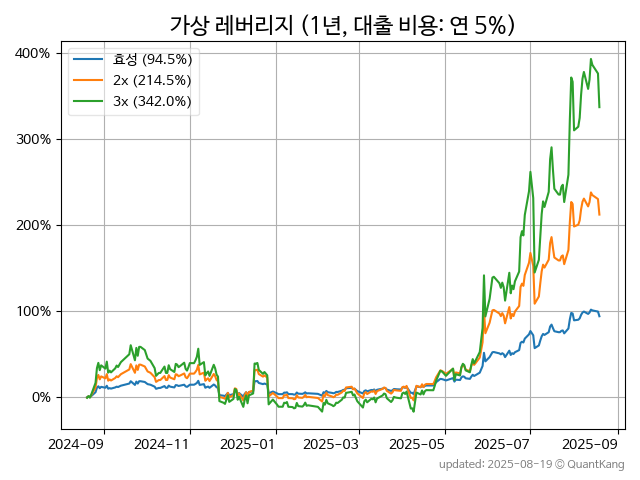 가상 레버리지 (1년, 대출 비용: 연 5%)
400%
300%
200%
100%
0%
효성 (94.5%)
2x (214.5%)
3x (342.0%)
2024-09
2024-11
2025-01
2025-03
2025-05
2025-07
2025-09
updated: 2025-08-19 @ QuantKang